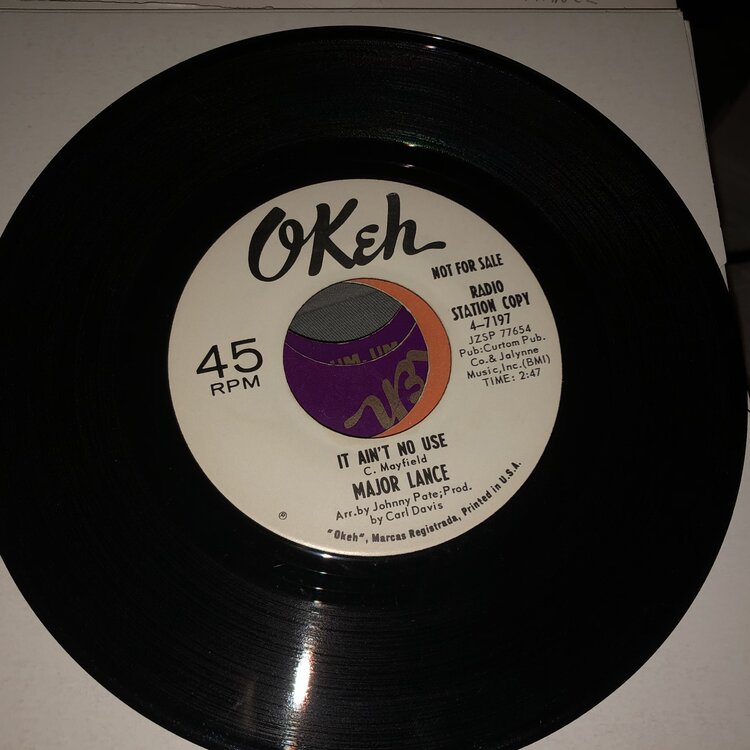 OKeh
NOT FOR SALE
RADIO
STATION COPY
4-7197
JZSP 77654
Pub: Curtom Pub.
Co.& Jalynne
Music, Inc.(BMI)
TIME: 2:47
45
RPM
UM, UM
IT AIN'T NO USE
C. Mayfield
MAJOR LANCE
Arr.by Johnny Pate;Prod.
by Carl Davis
℗
"Okeh", Marcas Registrada, Printed in U.S.A.